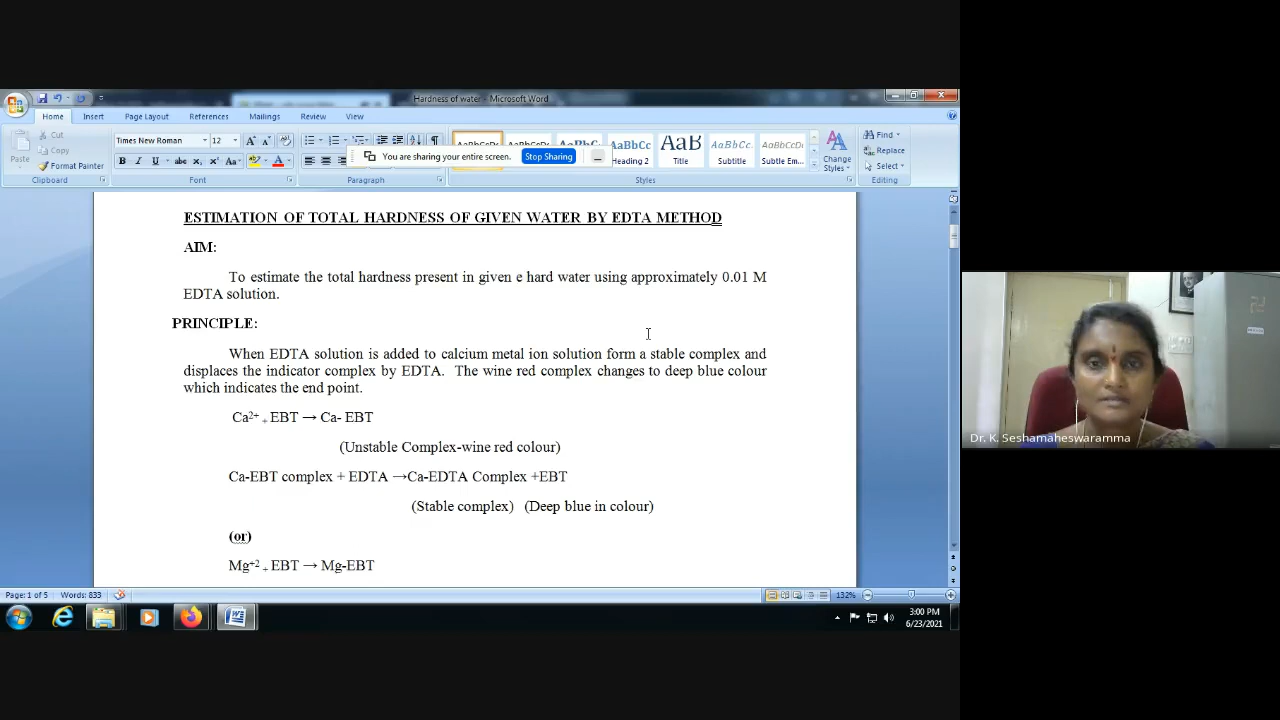 Hardness of water - Microsoft Word
Home Insert Page Layout References Mailings Review View
Cut
Copy
Format Painter
Paste
Clipboard
Times New Roman 12
Font
Paragraph
You are sharing your entire screen. Stop Sharing
Heading 2 Title Subtitle Subtle Em...
Styles
Change Styles
Find
Replace
Select
Editing
ESTIMATION OF TOTAL HARDNESS OF GIVEN WATER BY EDTA METHOD
AIM:
To estimate the total hardness present in given e hard water using approximately 0.01 M
EDTA solution.
PRINCIPLE:
When EDTA solution is added to calcium metal ion solution form a stable complex and
displaces the indicator complex by EDTA. The wine red complex changes to deep blue colour
which indicates the end point.
Ca²⁺ ₊ EBT → Ca- EBT
(Unstable Complex-wine red colour)
Ca-EBT complex + EDTA →Ca-EDTA Complex +EBT
(Stable complex) (Deep blue in colour)
(or)
Mg⁺² ₊ EBT → Mg-EBT
Page: 1 of 5 Words: 833
132%
3:00 PM
6/23/2021
Dr. K. Seshamaheswaramma